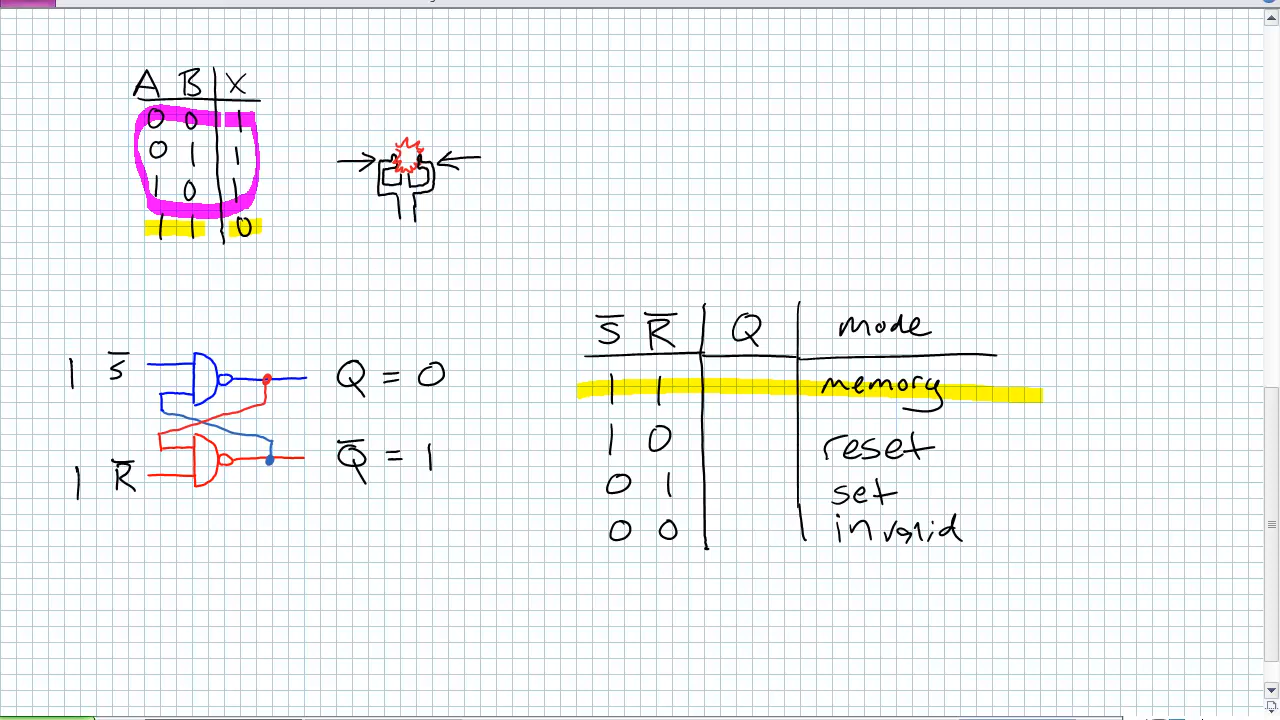 A B X
0 0 1
0 1 1
1 0 1
1 1 0
S̅ R̅ Q mode
1 1 memory
1 0 reset
0 1 set
0 0 invalid
1 S̅ Q = 0
1 R̅ Q̅ = 1